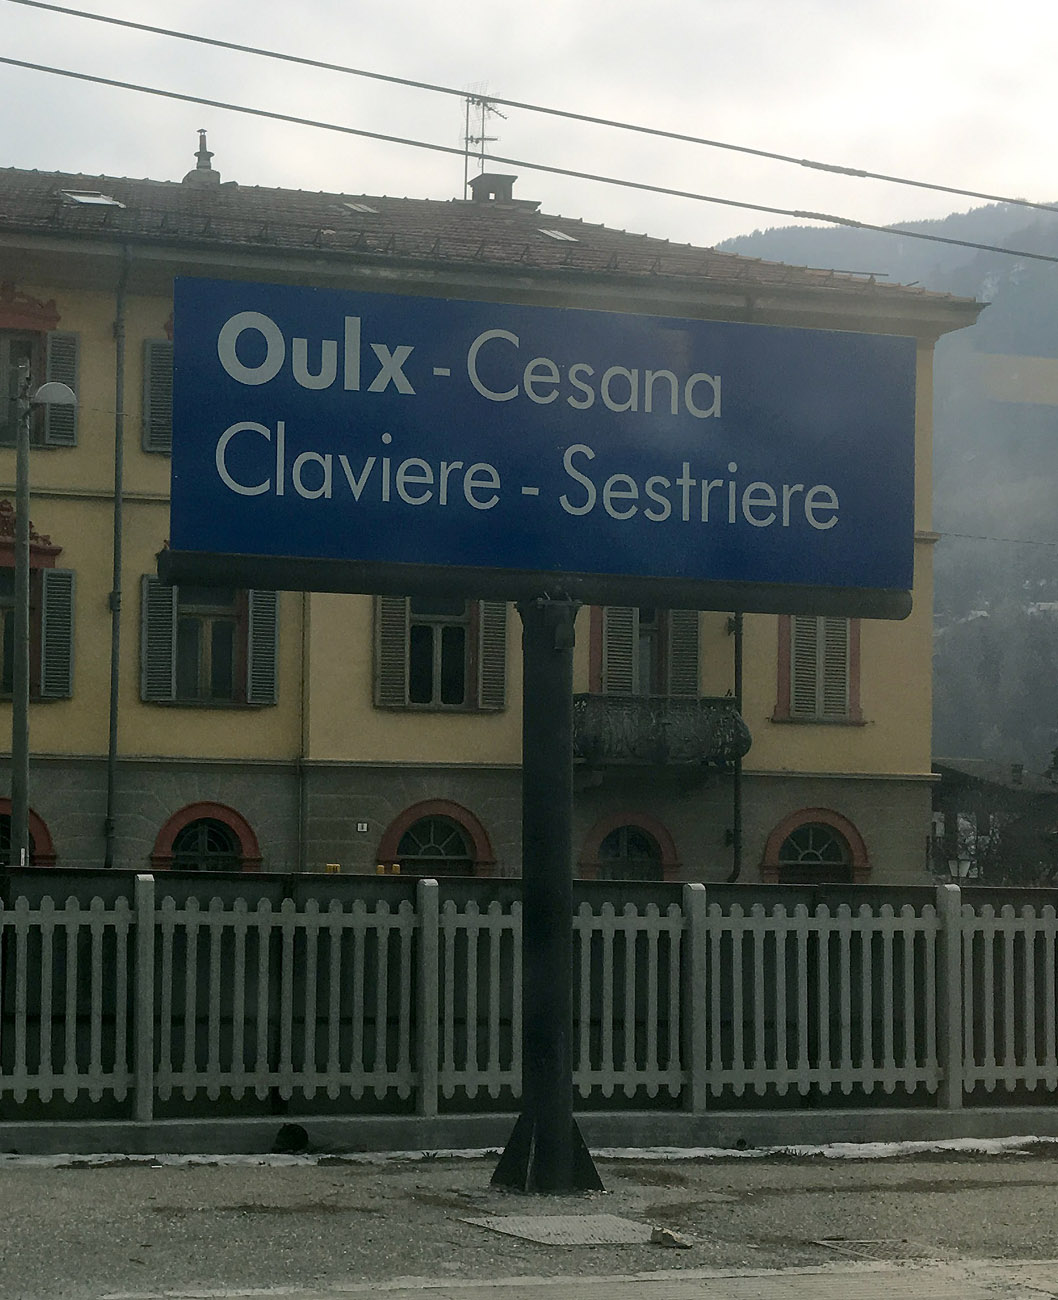 Oulx - Cesana
Claviere - Sestriere